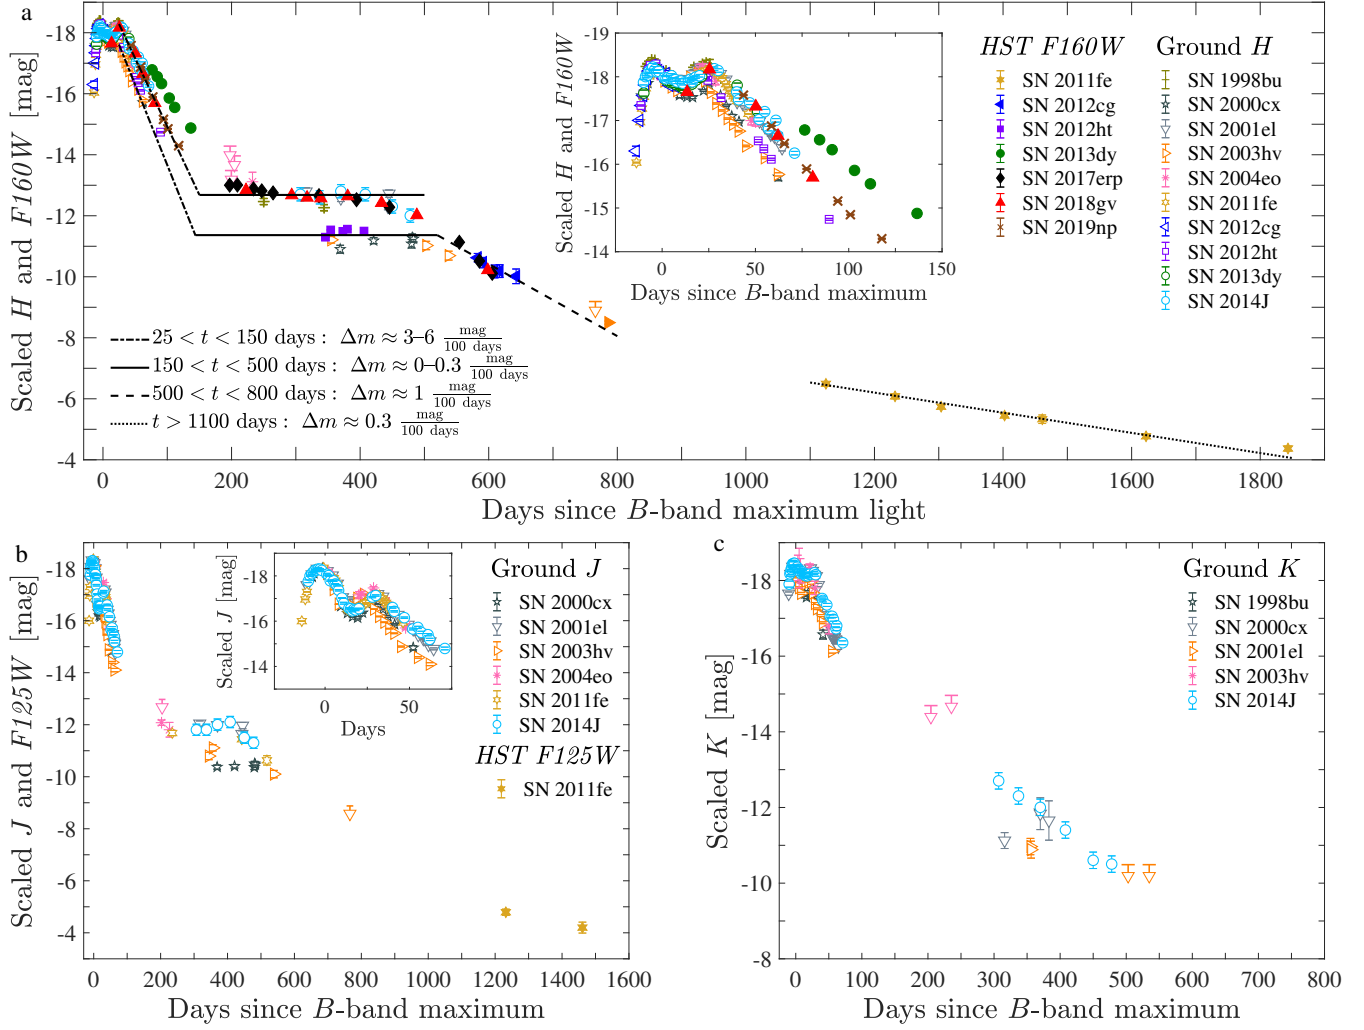 a
Scaled H and F160W [mag]
-18
-16
-14
-12
-10
-8
-6
-4
0 200 400 600 800 1000 1200 1400 1600 1800
Days since B-band maximum light
25 < t < 150 days : Δm ≈ 3–6 mag/100 days
150 < t < 500 days : Δm ≈ 0–0.3 mag/100 days
500 < t < 800 days : Δm ≈ 1 mag/100 days
t > 1100 days : Δm ≈ 0.3 mag/100 days
Scaled H and F160W
-19
-18
-17
-16
-15
-14
0 50 100 150
Days since B-band maximum
HST F160W
SN 2011fe
SN 2012cg
SN 2012ht
SN 2013dy
SN 2017erp
SN 2018gv
SN 2019np
Ground H
SN 1998bu
SN 2000cx
SN 2001el
SN 2003hv
SN 2004eo
SN 2011fe
SN 2012cg
SN 2012ht
SN 2013dy
SN 2014J
b
Scaled J and F125W [mag]
-18
-16
-14
-12
-10
-8
-6
-4
0 200 400 600 800 1000 1200 1400 1600
Days since B-band maximum
Scaled J [mag]
-18
-16
-14
0 50
Days
Ground J
SN 2000cx
SN 2001el
SN 2003hv
SN 2004eo
SN 2011fe
SN 2014J
HST F125W
SN 2011fe
c
Scaled K [mag]
-18
-16
-14
-12
-10
-8
0 100 200 300 400 500 600 700 800
Days since B-band maximum
Ground K
SN 1998bu
SN 2000cx
SN 2001el
SN 2003hv
SN 2014J